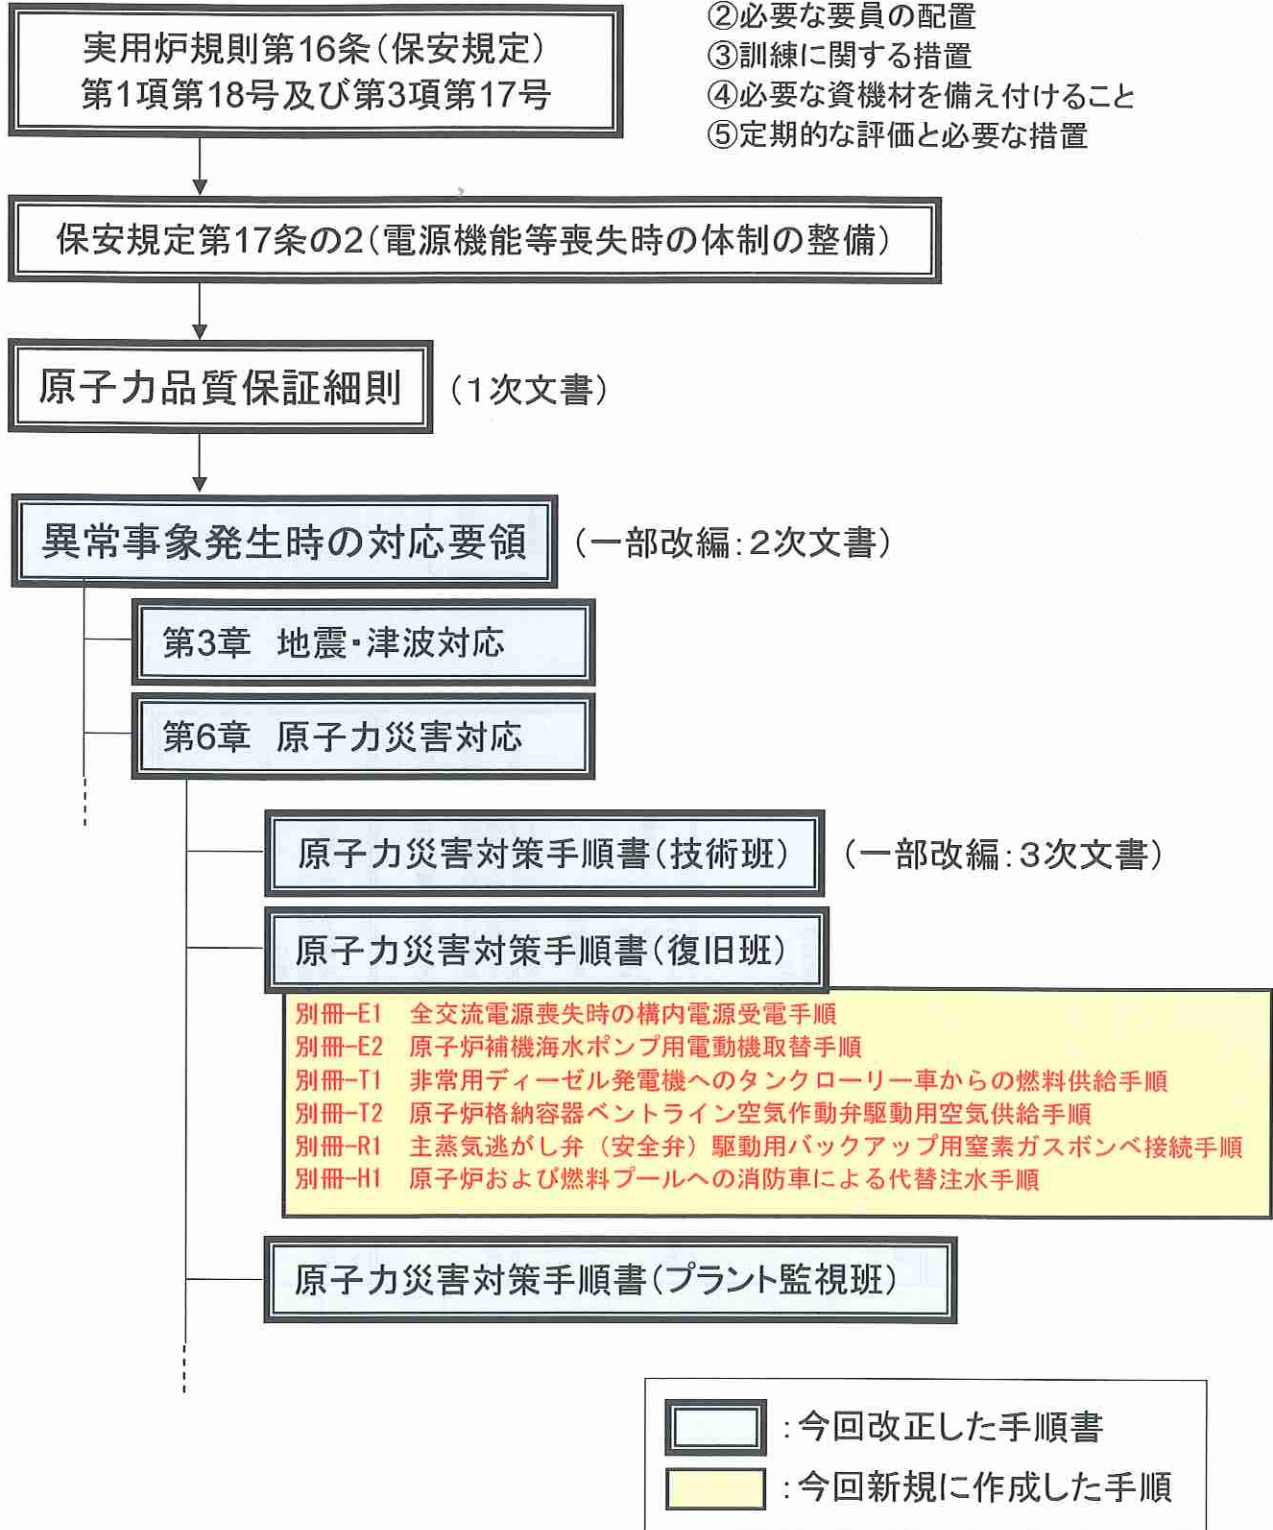 実用炉規則第16条(保安規定)
第1項第18号及び第3項第17号
②必要な要員の配置
③訓練に関する措置
④必要な資機材を備え付けること
⑤定期的な評価と必要な措置
保安規定第17条の2(電源機能等喪失時の体制の整備)
原子力品質保証細則 (1次文書)
異常事象発生時の対応要領 (一部改編:2次文書)
第3章 地震・津波対応
第6章 原子力災害対応
原子力災害対策手順書(技術班) (一部改編:3次文書)
原子力災害対策手順書(復旧班)
別冊-E1 全交流電源喪失時の構内電源受電手順
別冊-E2 原子炉補機海水ポンプ用電動機取替手順
別冊-T1 非常用ディーゼル発電機へのタンクローリー車からの燃料供給手順
別冊-T2 原子炉格納容器ベントライン空気作動弁駆動用空気供給手順
別冊-R1 主蒸気逃がし弁(安全弁)駆動用バックアップ用窒素ガスボンベ接続手順
別冊-H1 原子炉および燃料プールへの消防車による代替注水手順
原子力災害対策手順書(プラント監視班)
:今回改正した手順書
:今回新規に作成した手順